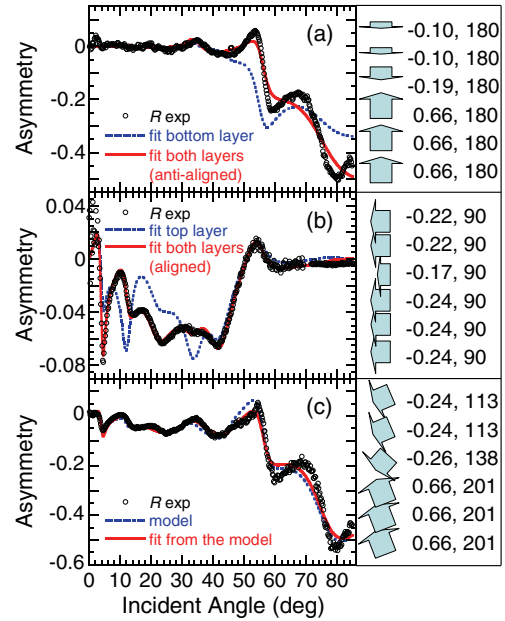 (a)
Asymmetry
0
-0.2
-0.4
R exp
fit bottom layer
fit both layers
(anti-aligned)
-0.10, 180
-0.10, 180
-0.19, 180
0.66, 180
0.66, 180
0.66, 180
(b)
Asymmetry
0.04
0
-0.04
-0.08
R exp
fit top layer
fit both layers
(aligned)
-0.22, 90
-0.22, 90
-0.17, 90
-0.24, 90
-0.24, 90
-0.24, 90
(c)
Asymmetry
0
-0.2
-0.4
-0.6
R exp
model
fit from the model
-0.24, 113
-0.24, 113
-0.26, 138
0.66, 201
0.66, 201
0.66, 201
0 10 20 30 40 50 60 70 80
Incident Angle (deg)